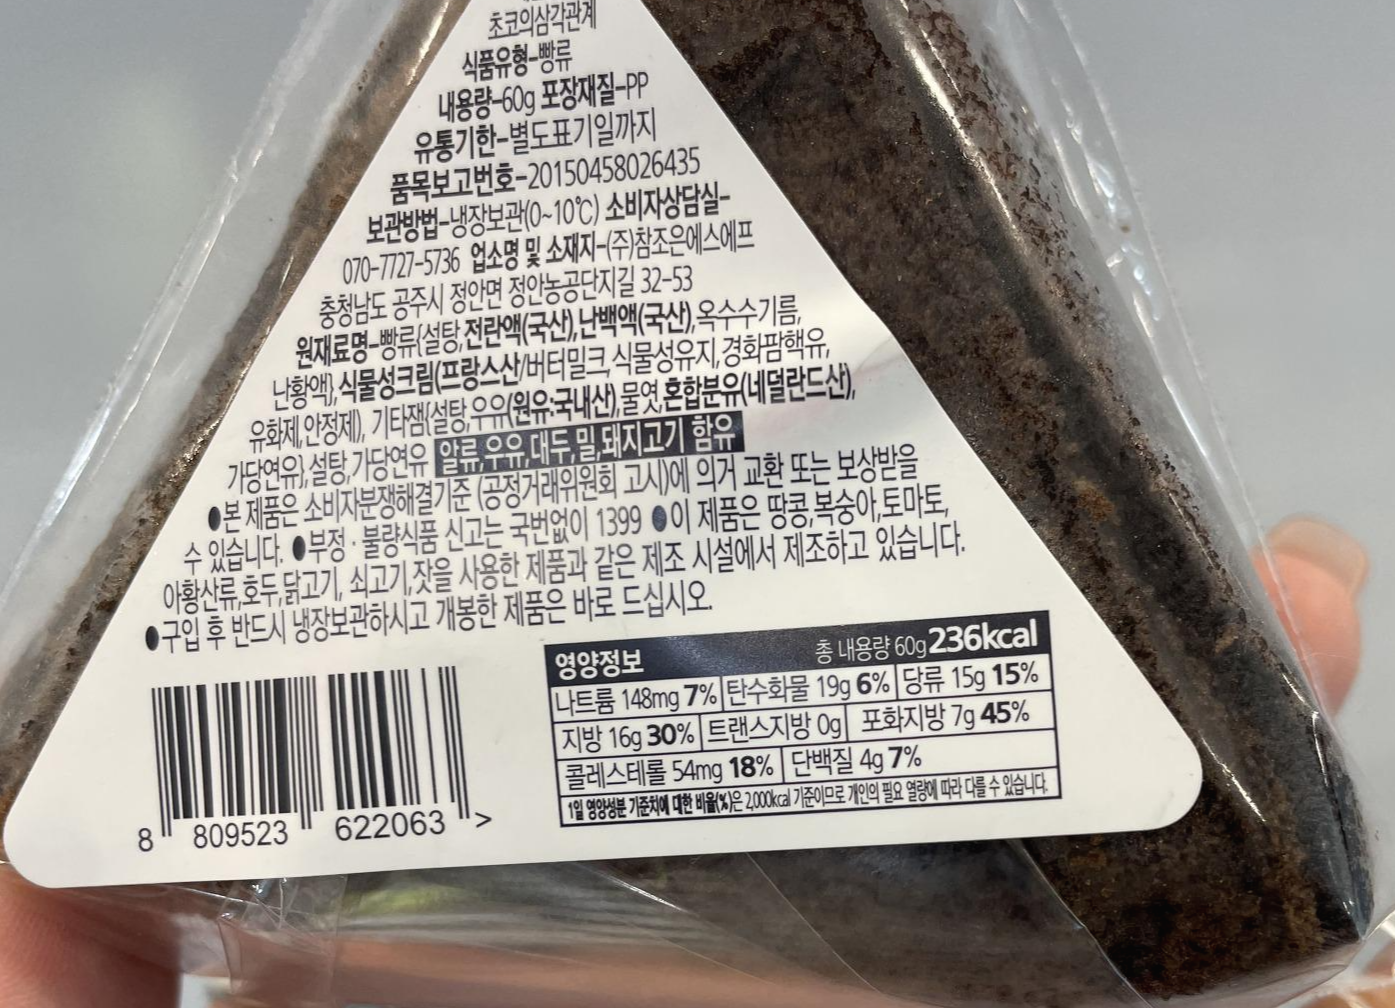 초코의삼각관계
식품유형-빵류
내용량-60g 포장재질-PP
유통기한-별도표기일까지
품목보고번호-20150458026435
보관방법-냉장보관(0~10℃) 소비자상담실-
070-7727-5736 업소명 및 소재지-(주)참조은에스에프
충청남도 공주시 정안면 정안농공단지길 32-53
원재료명-빵류{설탕,전란액(국산),난백액(국산),옥수수기름,
난황액},식물성크림(프랑스산/버터밀크,식물성유지,경화팜핵유,
유화제,안정제), 기타잼{설탕,우유(원유:국내산),물엿,혼합분유(네덜란드산),
가당연유},설탕,가당연유 알류,우유,대두,밀,돼지고기 함유
●본 제품은 소비자분쟁해결기준 (공정거래위원회 고시)에 의거 교환 또는 보상받을
수 있습니다. ●부정·불량식품 신고는 국번없이 1399 ●이 제품은 땅콩,복숭아,토마토,
아황산류,호두,닭고기, 쇠고기,잣을 사용한 제품과 같은 제조 시설에서 제조하고 있습니다.
●구입 후 반드시 냉장보관하시고 개봉한 제품은 바로 드십시오.
영양정보 총 내용량 60g 236kcal
나트륨 148mg 7% 탄수화물 19g 6% 당류 15g 15%
지방 16g 30% 트랜스지방 0g 포화지방 7g 45%
콜레스테롤 54mg 18% 단백질 4g 7%
1일 영양성분 기준치에 대한 비율(%)은 2,000kcal 기준이므로 개인의 필요 열량에 따라 다를 수 있습니다.
8 809523 622063 >